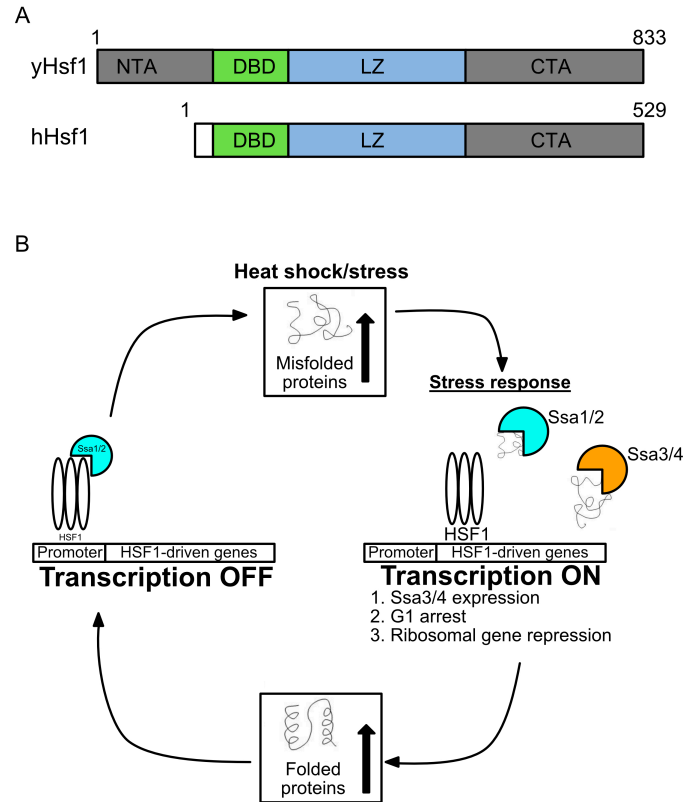 A
1 833
yHsf1 NTA DBD LZ CTA
1 529
hHsf1 DBD LZ CTA
B
Heat shock/stress
Misfolded
proteins
Stress response
Ssa1/2
Ssa3/4
Ssa1/2
HSF1
HSF1
Promoter HSF1-driven genes
Transcription OFF
Promoter HSF1-driven genes
Transcription ON
1. Ssa3/4 expression
2. G1 arrest
3. Ribosomal gene repression
Folded
proteins